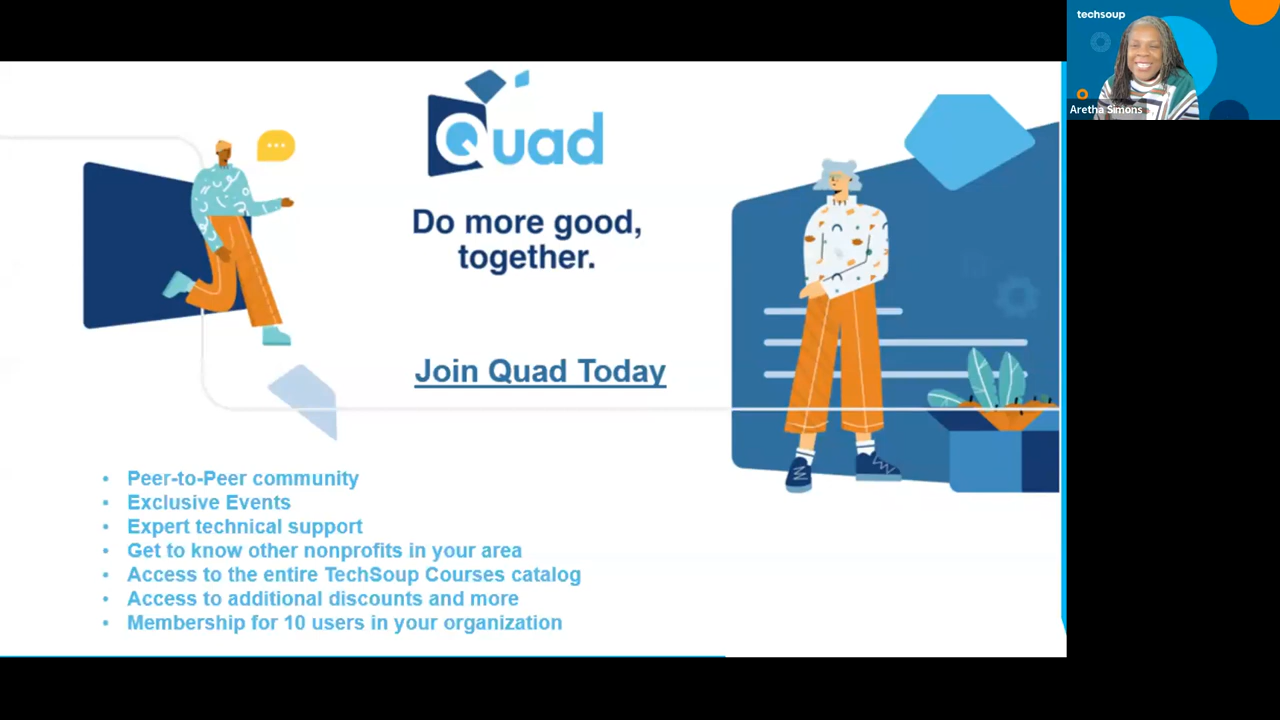 Quad
Do more good,
together.
Join Quad Today
• Peer-to-Peer community
• Exclusive Events
• Expert technical support
• Get to know other nonprofits in your area
• Access to the entire TechSoup Courses catalog
• Access to additional discounts and more
• Membership for 10 users in your organization
techsoup
Aretha Simons